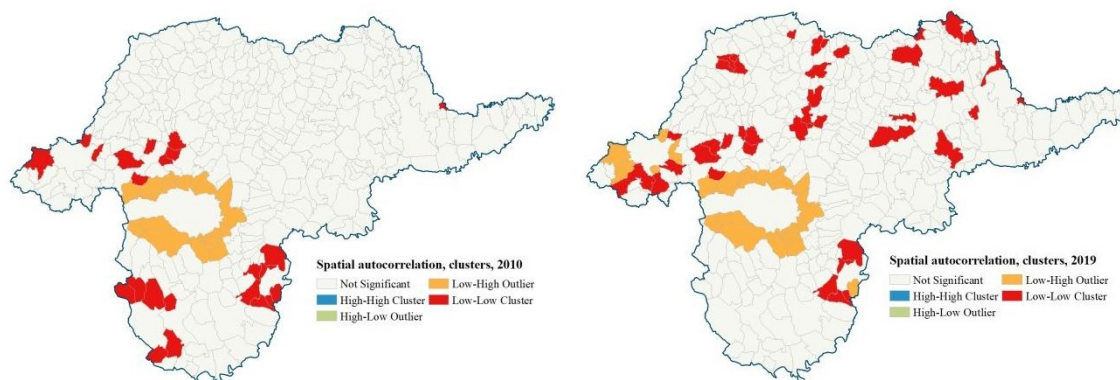 Spatial autocorrelation, clusters, 2010
Not Significant
Low-High Outlier
High-High Cluster
Low-Low Cluster
High-Low Outlier
Spatial autocorrelation, clusters, 2019
Not Significant
Low-High Outlier
High-High Cluster
Low-Low Cluster
High-Low Outlier